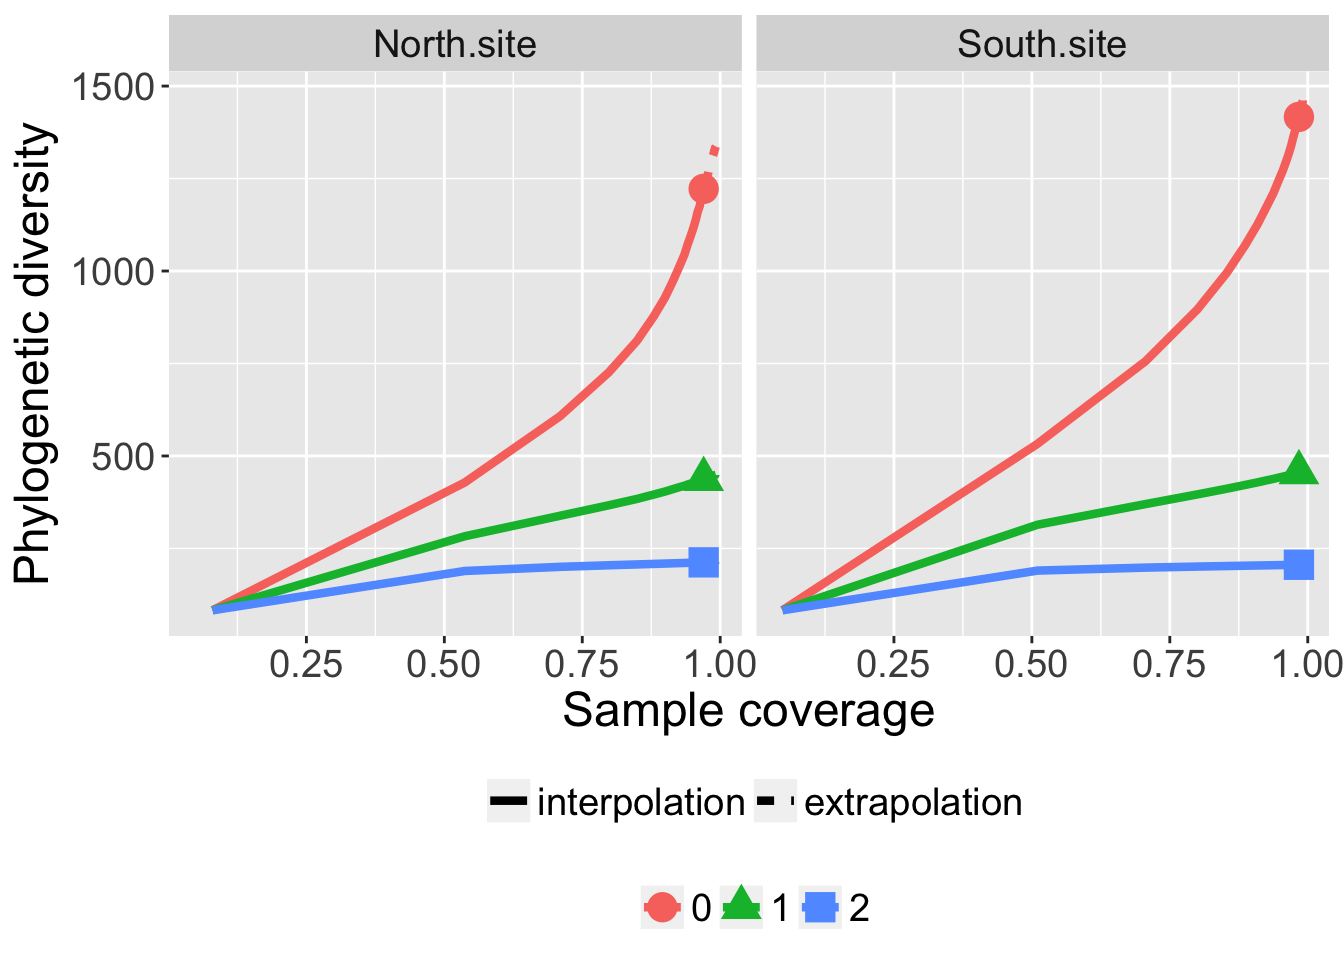 North.site
South.site
Phylogenetic diversity
1500
1000
500
0.25 0.50 0.75 1.00 0.25 0.50 0.75 1.00
Sample coverage
interpolation extrapolation
0 1 2